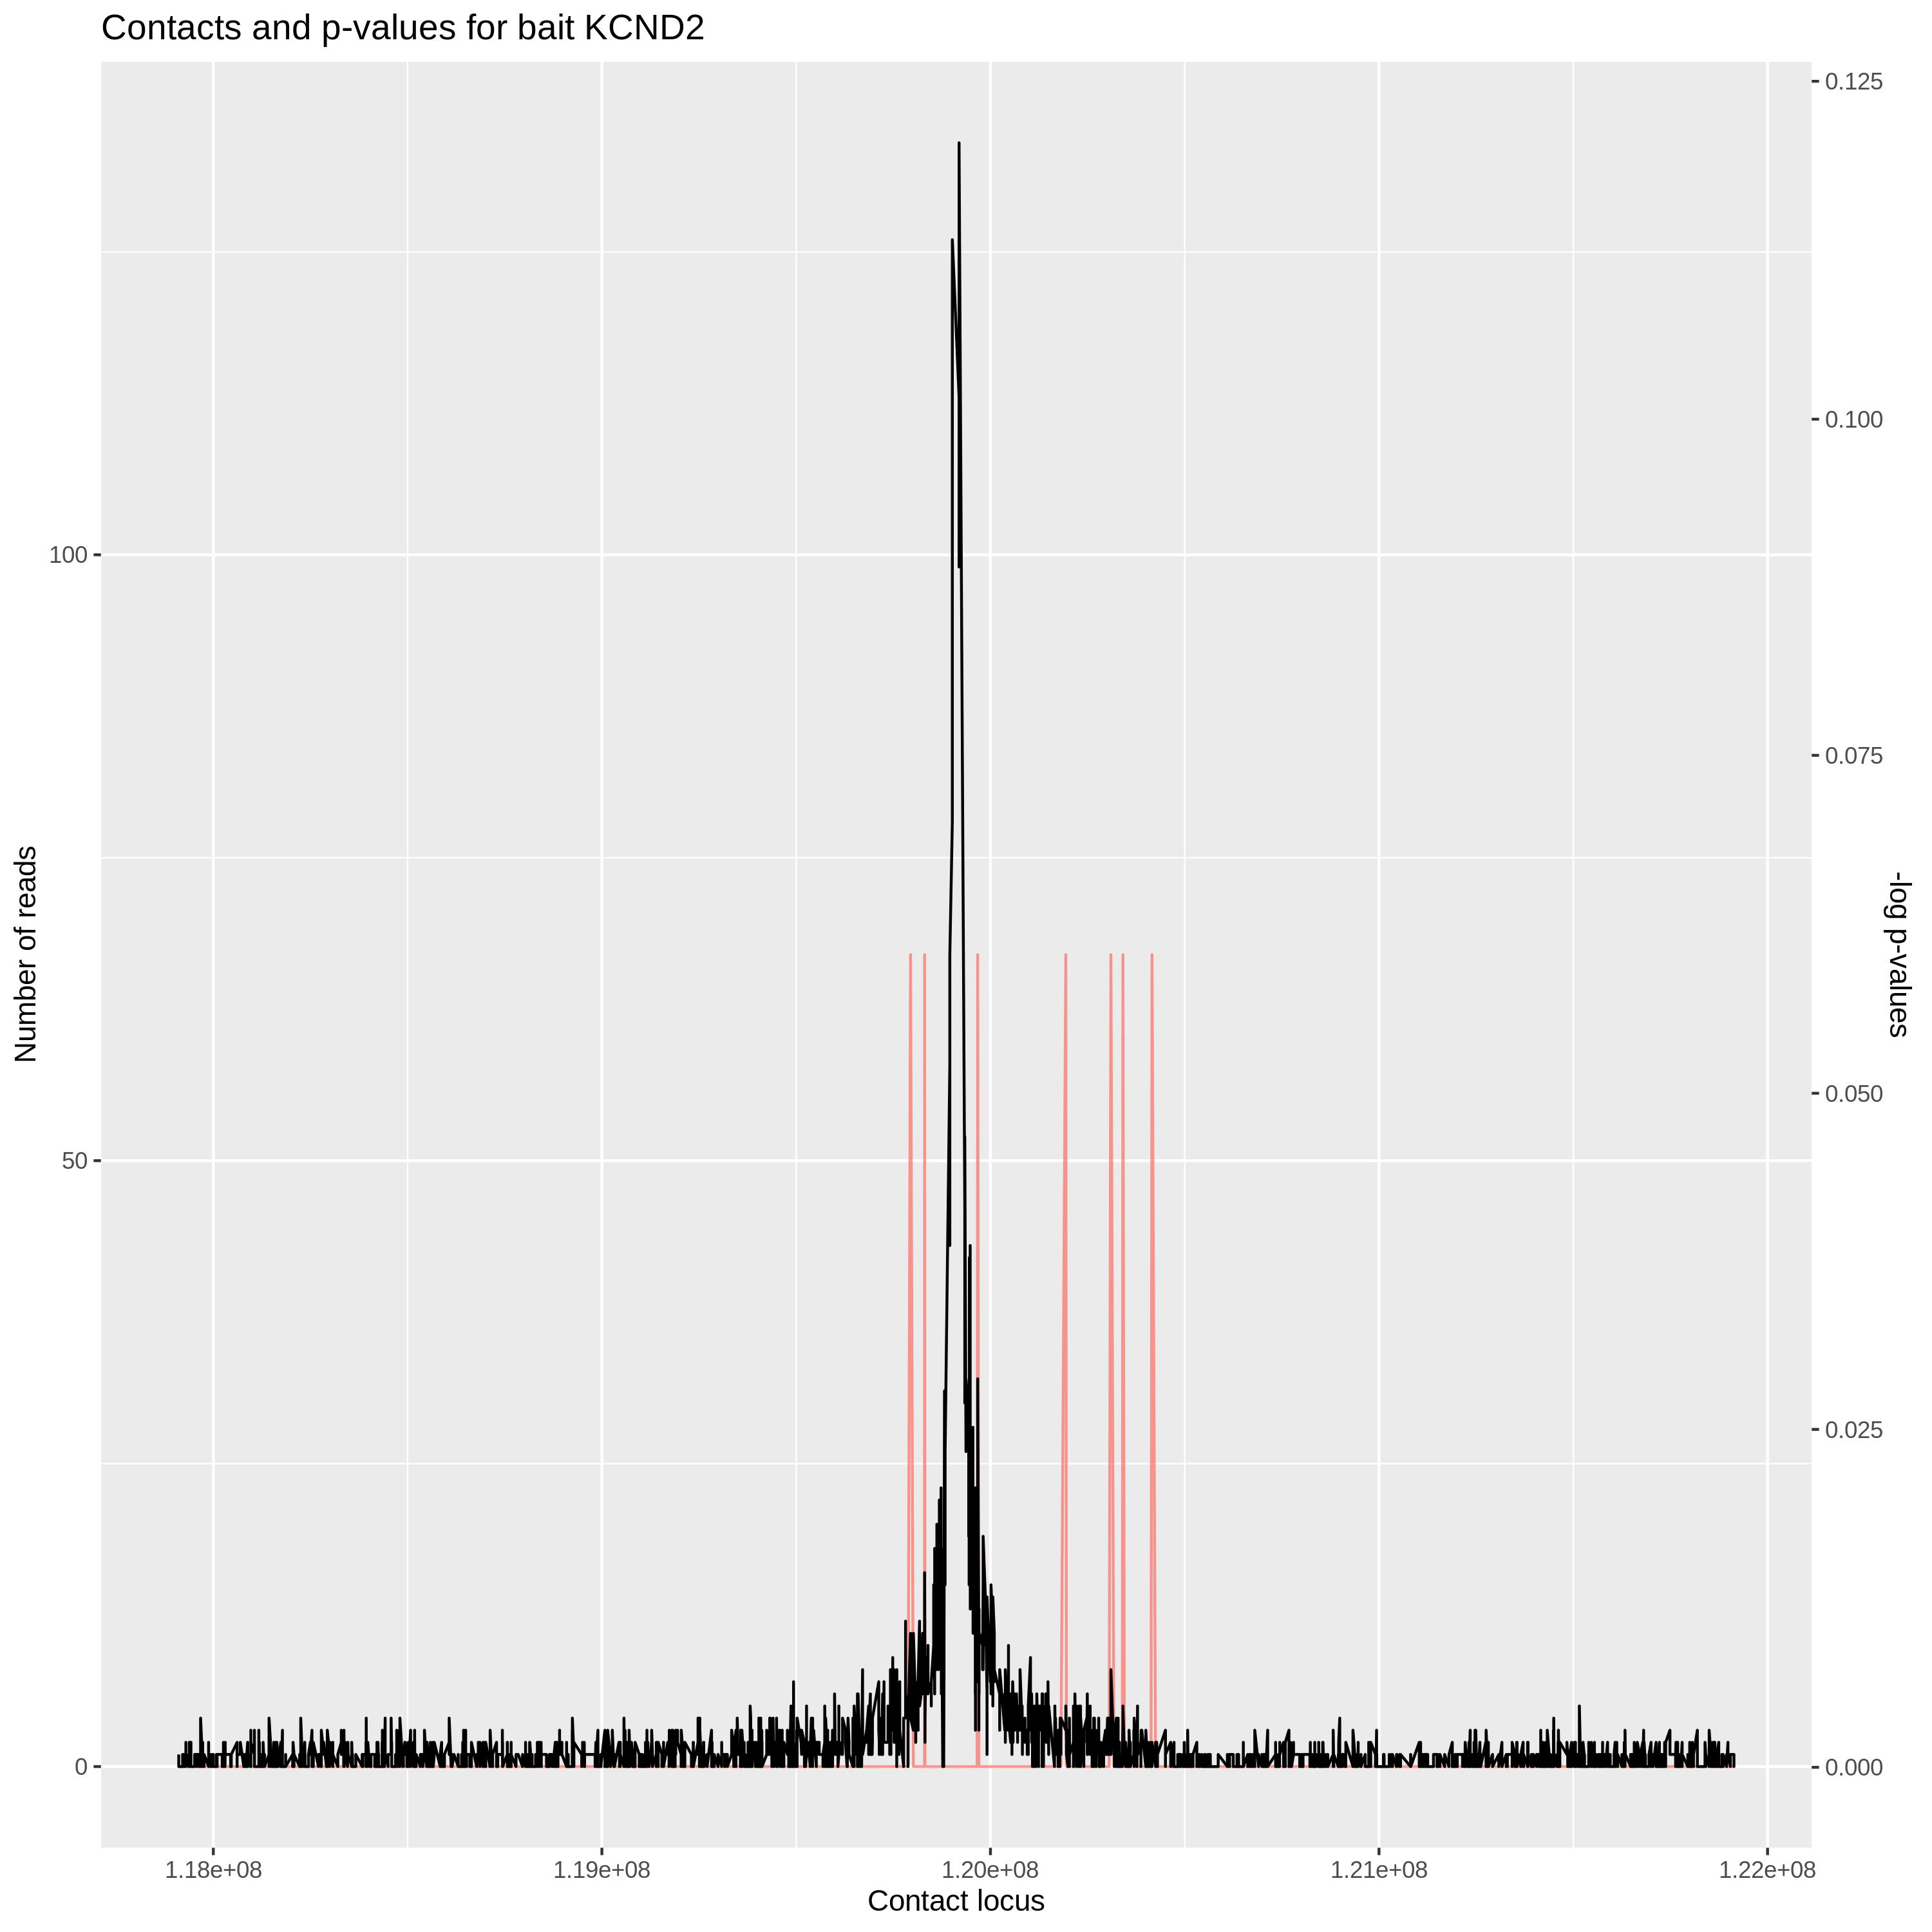 Contacts and p-values for bait KCND2
Number of reads
100
50
0
0.125
0.100
0.075
0.050
0.025
0.000
-log p-values
1.18e+08 1.19e+08 1.20e+08 1.21e+08 1.22e+08
Contact locus